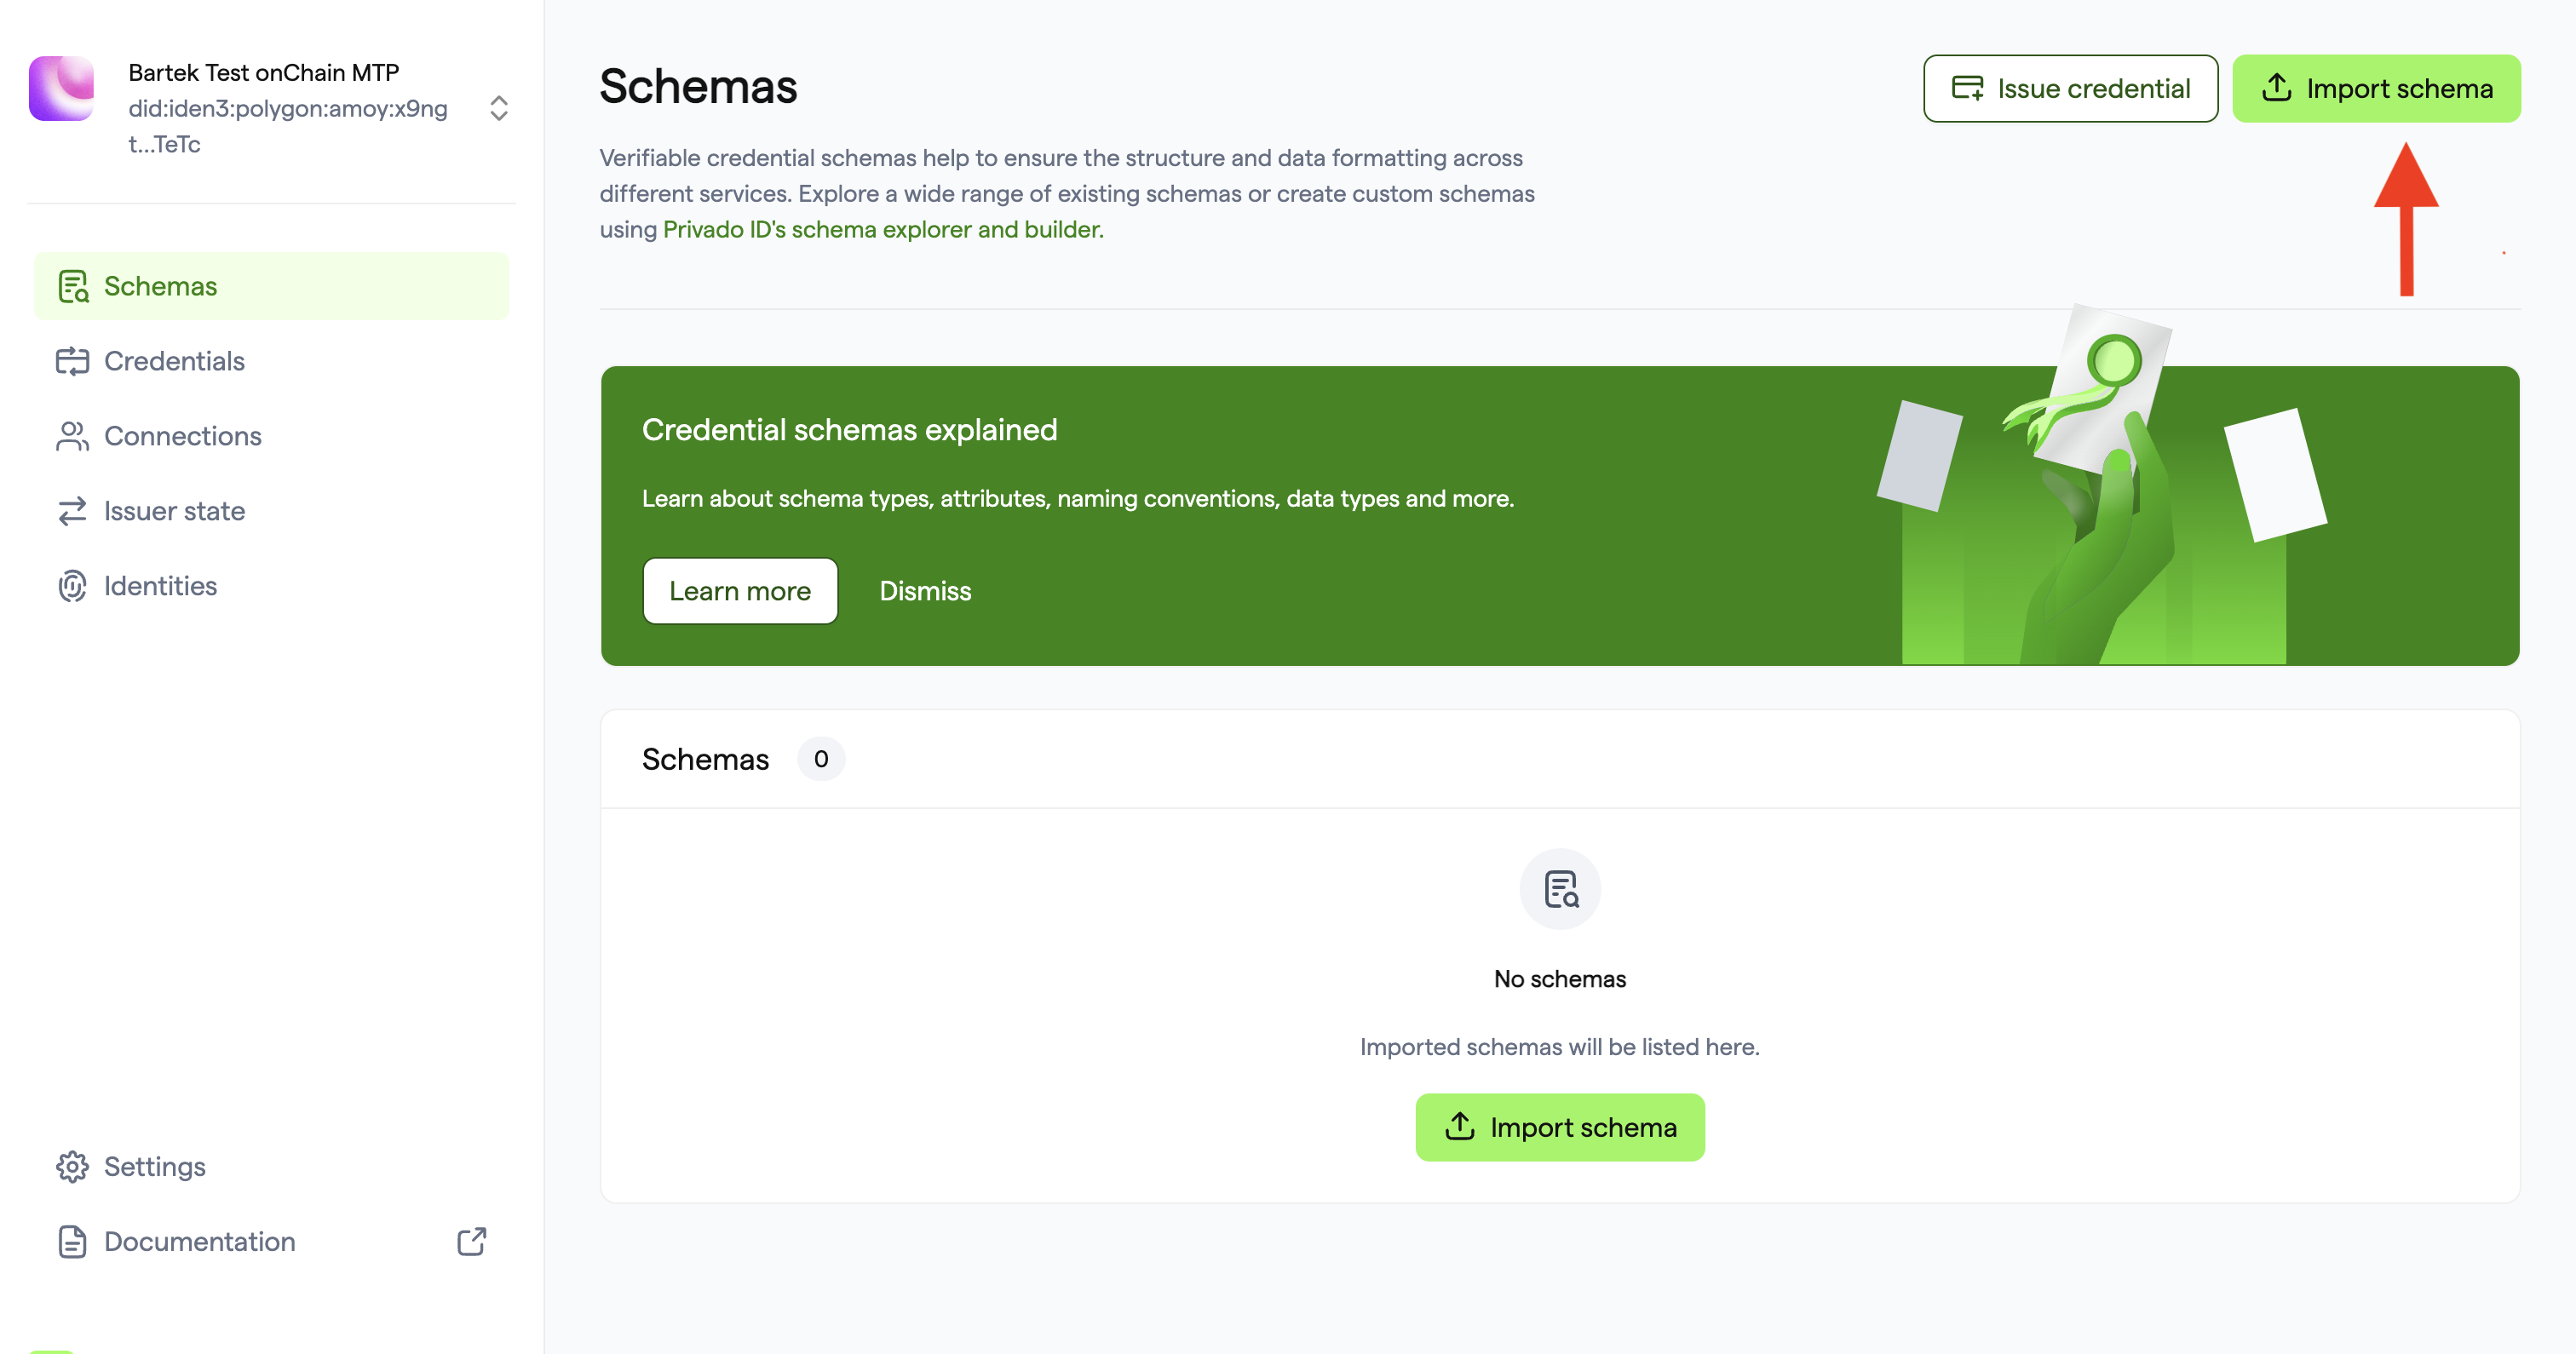 Bartek Test onChain MTP
did:iden3:polygon:amoy:x9ng
t...TeTc
Schemas
Credentials
Connections
Issuer state
Identities
Settings
Documentation
Schemas
Issue credential
Import schema
Verifiable credential schemas help to ensure the structure and data formatting across
different services. Explore a wide range of existing schemas or create custom schemas
using Privado ID's schema explorer and builder.
Credential schemas explained
Learn about schema types, attributes, naming conventions, data types and more.
Learn more
Dismiss
Schemas 0
No schemas
Imported schemas will be listed here.
Import schema